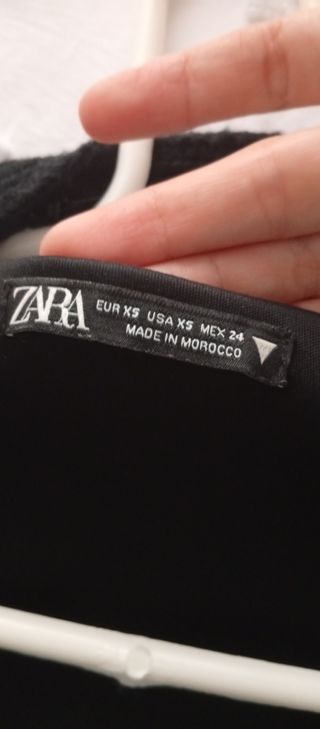 ZARA
EUR XS USA XS MEX 24
MADE IN MOROCCO